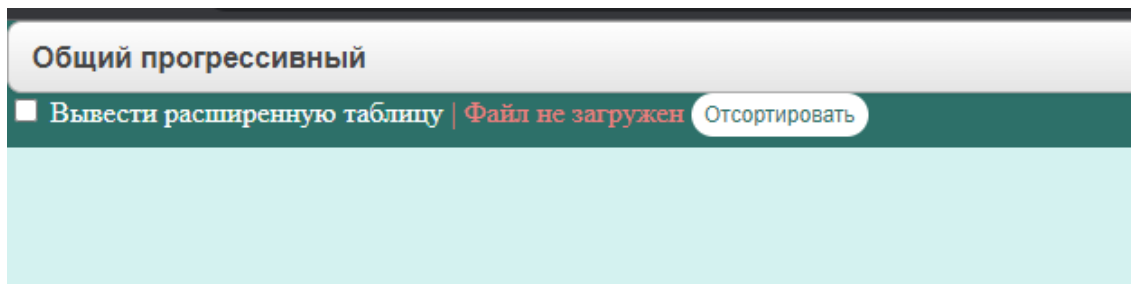 Общий прогрессивный
Вывести расширенную таблицу | Файл не загружен Отсортировать